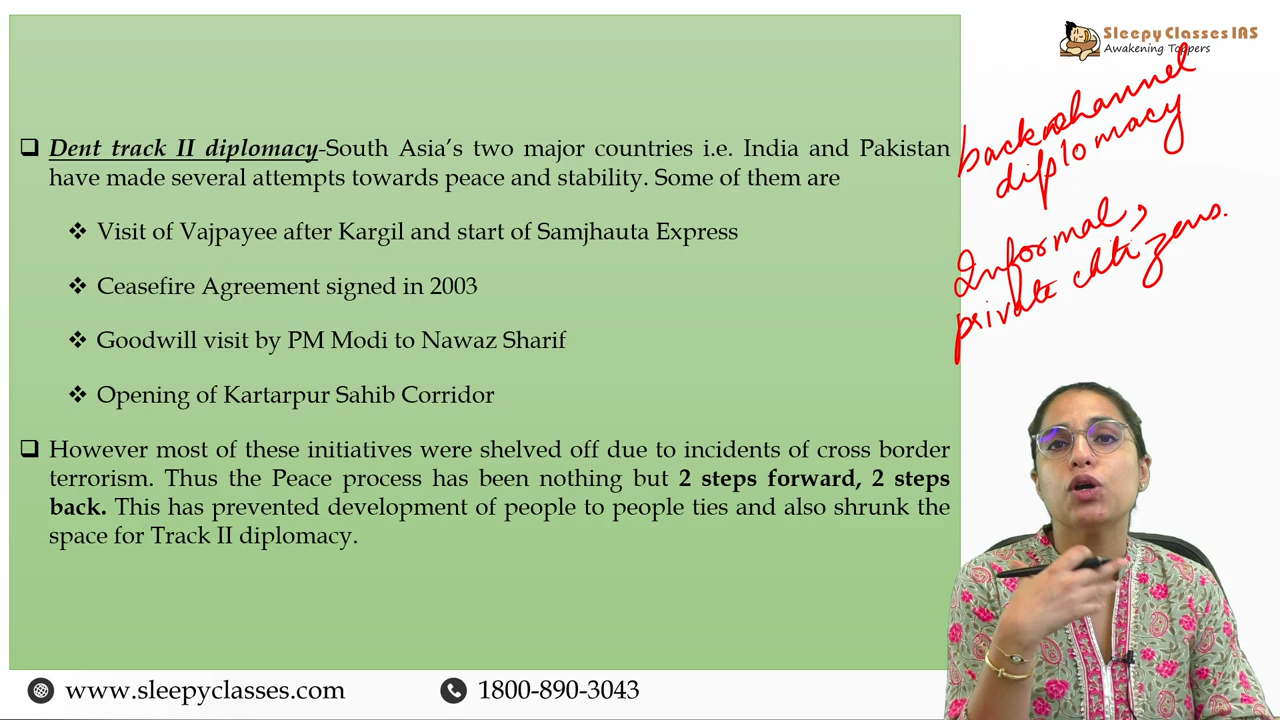 Sleepy Classes IAS
Awakening Toppers
backchannel
diplomacy
Informal,
private citizens.
❑ Dent track II diplomacy-South Asia’s two major countries i.e. India and Pakistan
have made several attempts towards peace and stability. Some of them are
❖ Visit of Vajpayee after Kargil and start of Samjhauta Express
❖ Ceasefire Agreement signed in 2003
❖ Goodwill visit by PM Modi to Nawaz Sharif
❖ Opening of Kartarpur Sahib Corridor
❑ However most of these initiatives were shelved off due to incidents of cross border
terrorism. Thus the Peace process has been nothing but 2 steps forward, 2 steps
back. This has prevented development of people to people ties and also shrunk the
space for Track II diplomacy.
www.sleepyclasses.com
1800-890-3043